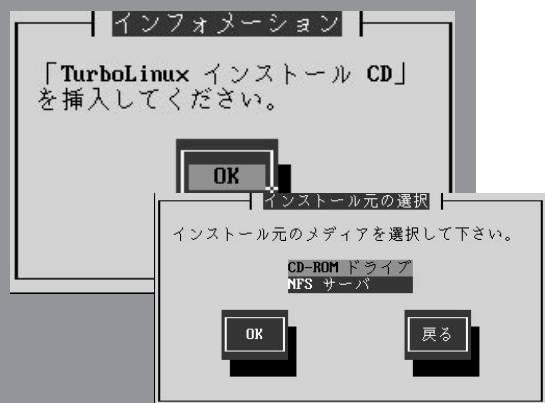 インフォメーション
「TurboLinux インストール CD」
を挿入してください。
OK
インストール元の選択
インストール元のメディアを選択して下さい。
CD-ROM ドライブ
NFS サーバ
OK
戻る